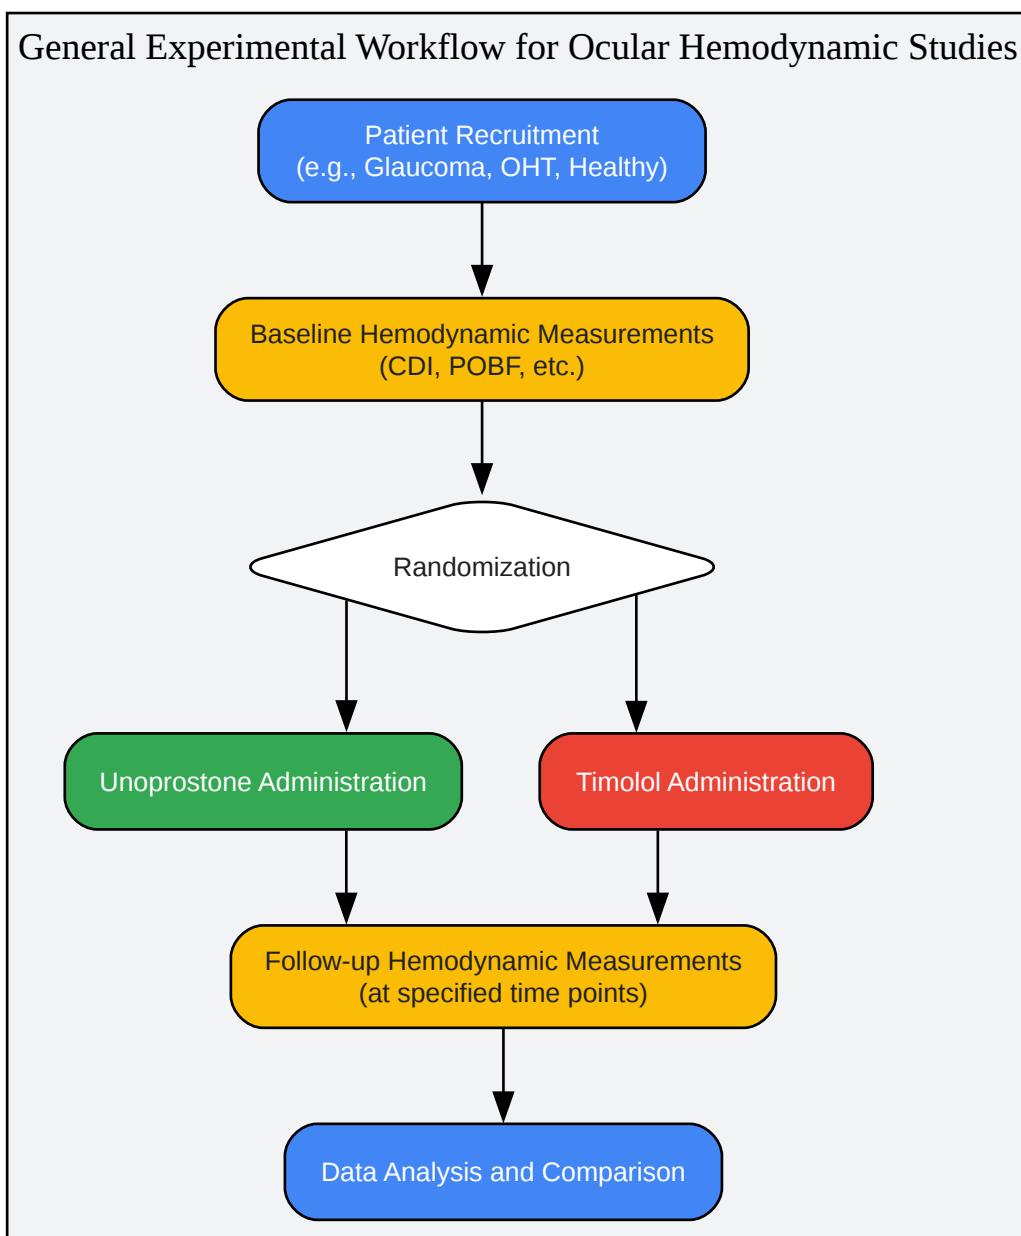 General Experimental Workflow for Ocular Hemodynamic Studies
Patient Recruitment
(e.g., Glaucoma, OHT, Healthy)
Baseline Hemodynamic Measurements
(CDI, POBF, etc.)
Randomization
Unoprostone Administration
Timolol Administration
Follow-up Hemodynamic Measurements
(at specified time points)
Data Analysis and Comparison